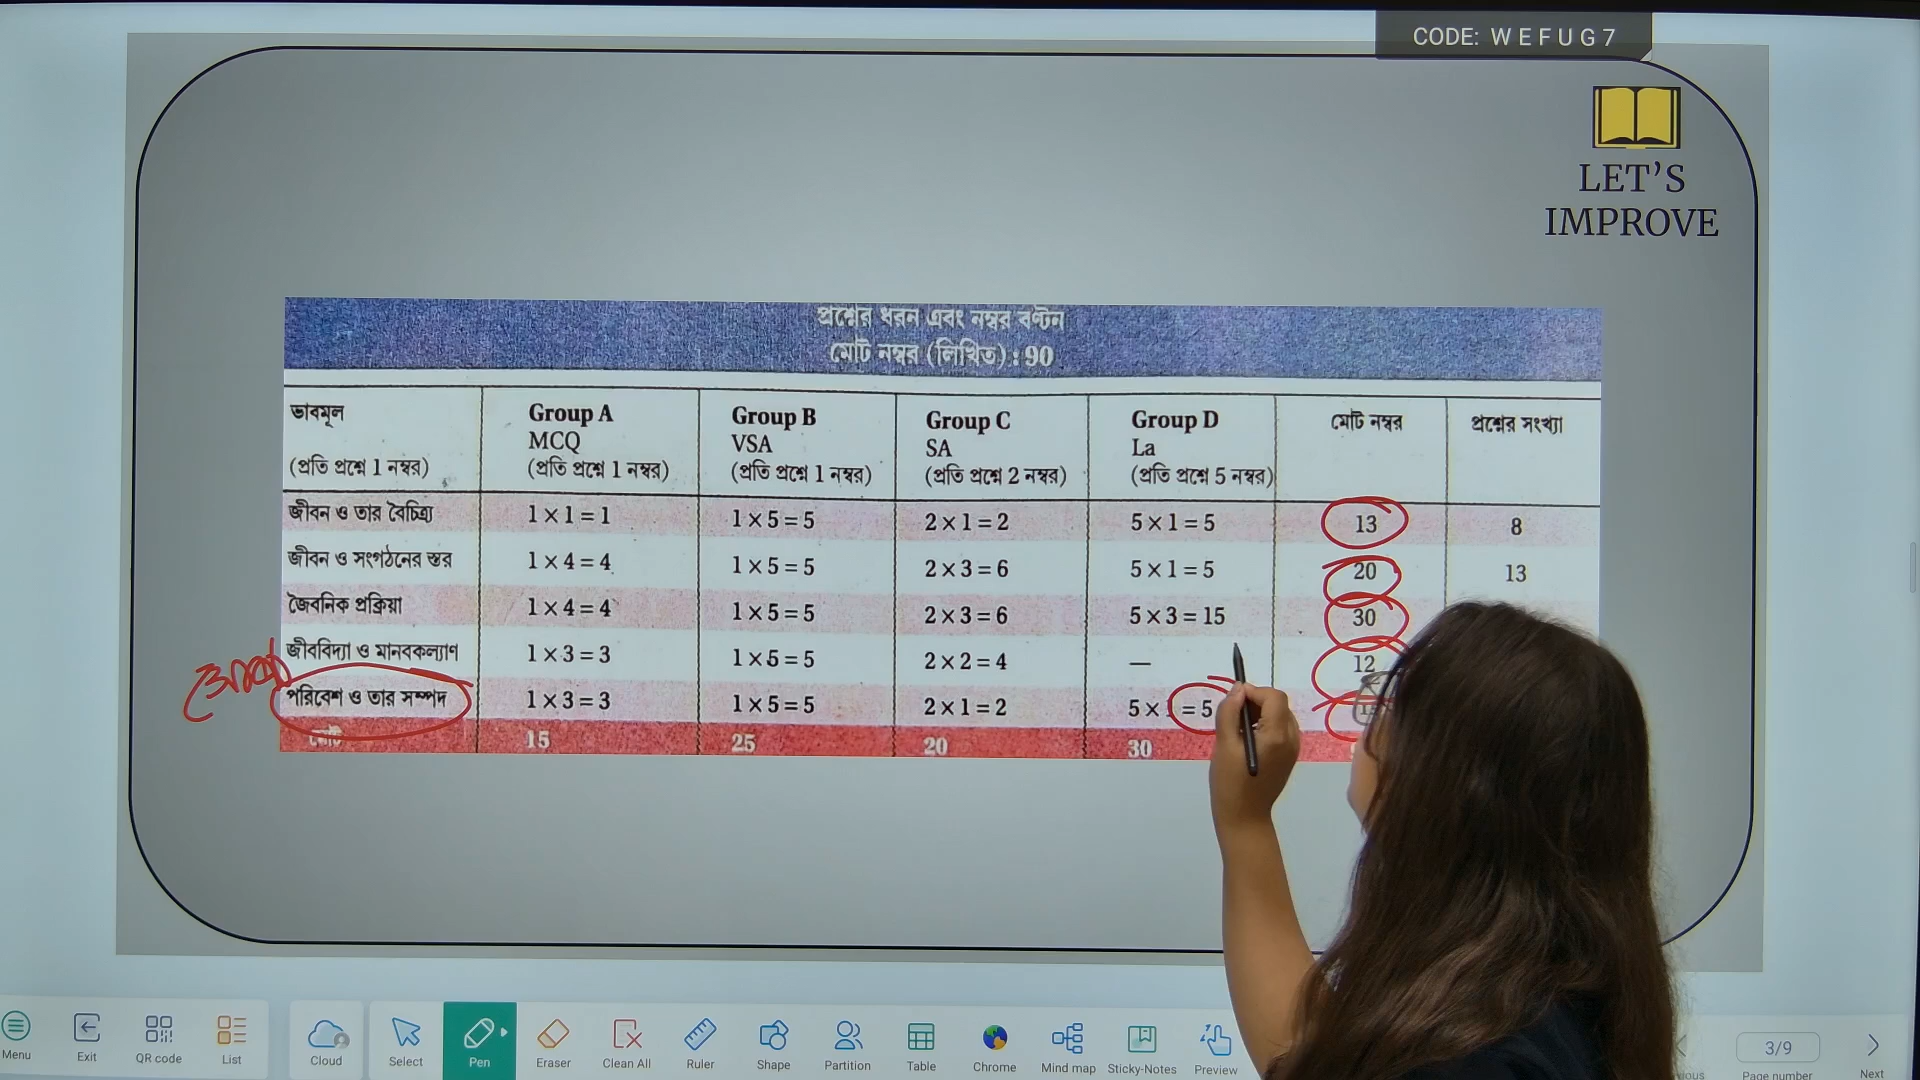 CODE: W E F U G 7
LET'S
IMPROVE
প্রশ্নের ধরন এবং নম্বর বণ্টন
মোট নম্বর (লিখিত) : 90
ভাবমূল
(প্রতি প্রশ্নে 1 নম্বর)
Group A
MCQ
(প্রতি প্রশ্নে 1 নম্বর)
Group B
VSA
(প্রতি প্রশ্নে 1 নম্বর)
Group C
SA
(প্রতি প্রশ্নে 2 নম্বর)
Group D
La
(প্রতি প্রশ্নে 5 নম্বর)
মোট নম্বর
প্রশ্নের সংখ্যা
জীবন ও তার বৈচিত্র্য 1 × 1 = 1 1 × 5 = 5 2 × 1 = 2 5 × 1 = 5 13 8
জীবন ও সংগঠনের স্তর 1 × 4 = 4 1 × 5 = 5 2 × 3 = 6 5 × 1 = 5 20 13
জৈবনিক প্রক্রিয়া 1 × 4 = 4 1 × 5 = 5 2 × 3 = 6 5 × 3 = 15 30
জীববিদ্যা ও মানবকল্যাণ 1 × 3 = 3 1 × 5 = 5 2 × 2 = 4 — 12
পরিবেশ ও তার সম্পদ 1 × 3 = 3 1 × 5 = 5 2 × 1 = 2 5 × = 5
মোট 15 25 20 30
Menu
Exit
QR code
List
Cloud
Select
Pen
Eraser
Clean All
Ruler
Shape
Partition
Table
Chrome
Mind map
Sticky-Notes
Preview
3/9
Page number
Next